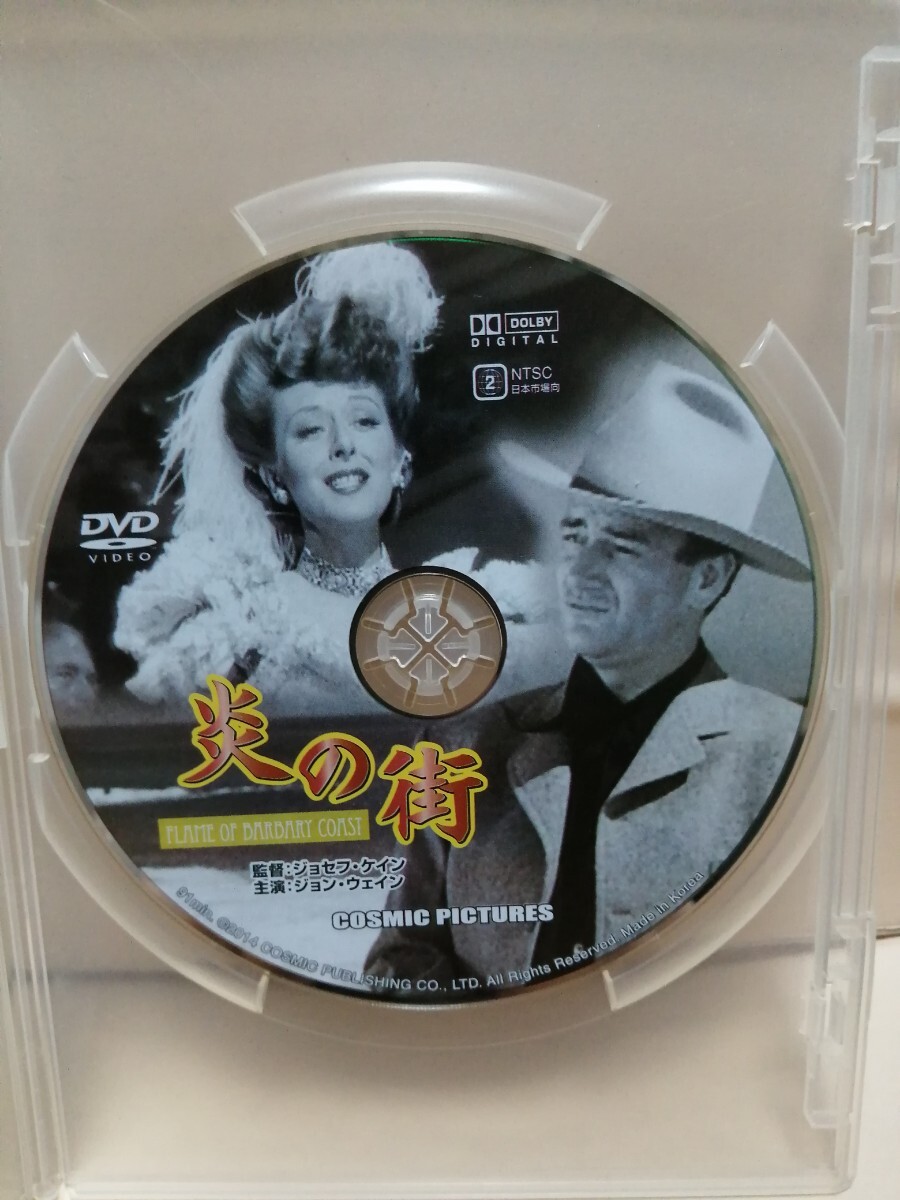 DOLBY
DIGITAL
2
NTSC
日本市場向
DVD
VIDEO
炎の街
FLAME OF BARBARY COAST
監督:ジョセフ・ケイン
主演:ジョン・ウェイン
COSMIC PICTURES
91min. ©2014 COSMIC PUBLISHING CO., LTD. All Rights Reserved. Made In Korea